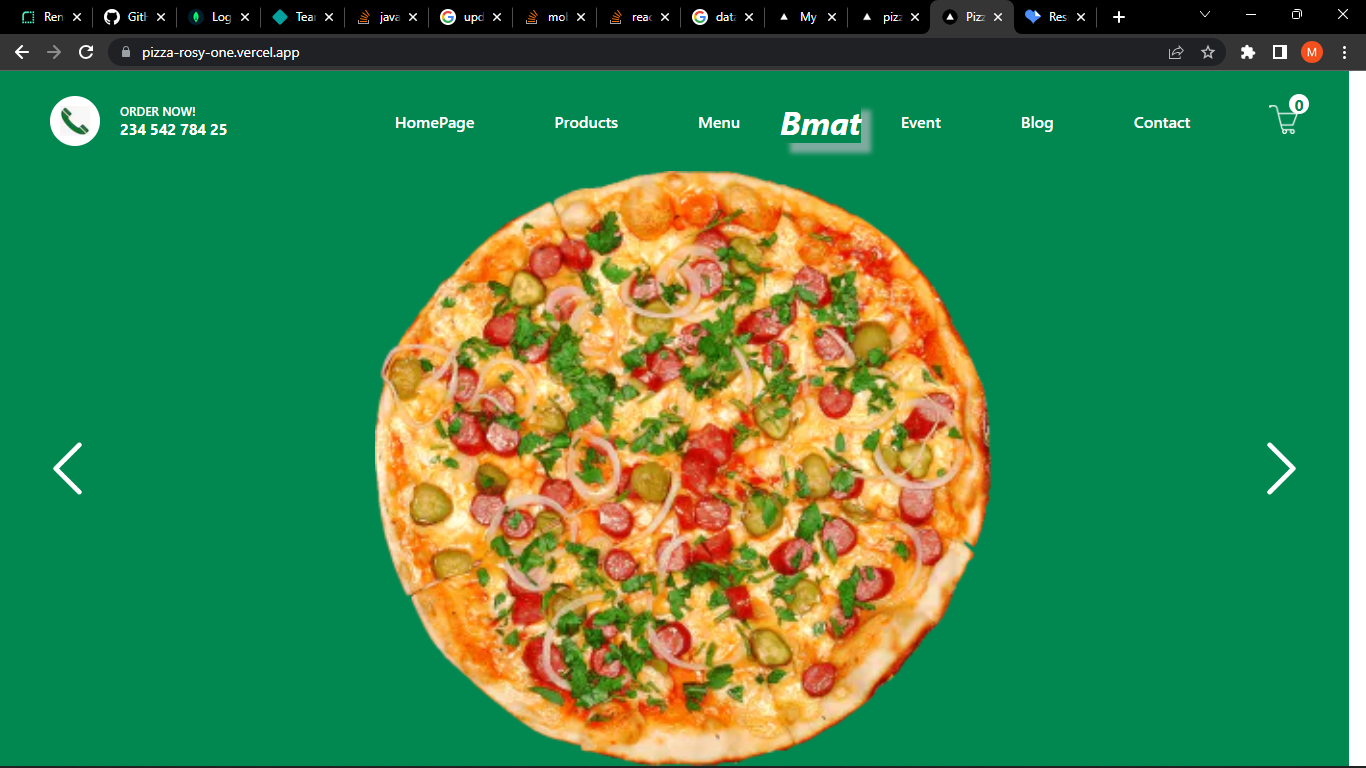 Ren
Gith
Log
Tear
java
upd
mol
reac
data
My
pizz
Pizz
Res
pizza-rosy-one.vercel.app
M
ORDER NOW!
234 542 784 25
HomePage Products Menu Bmat Event Blog Contact
0